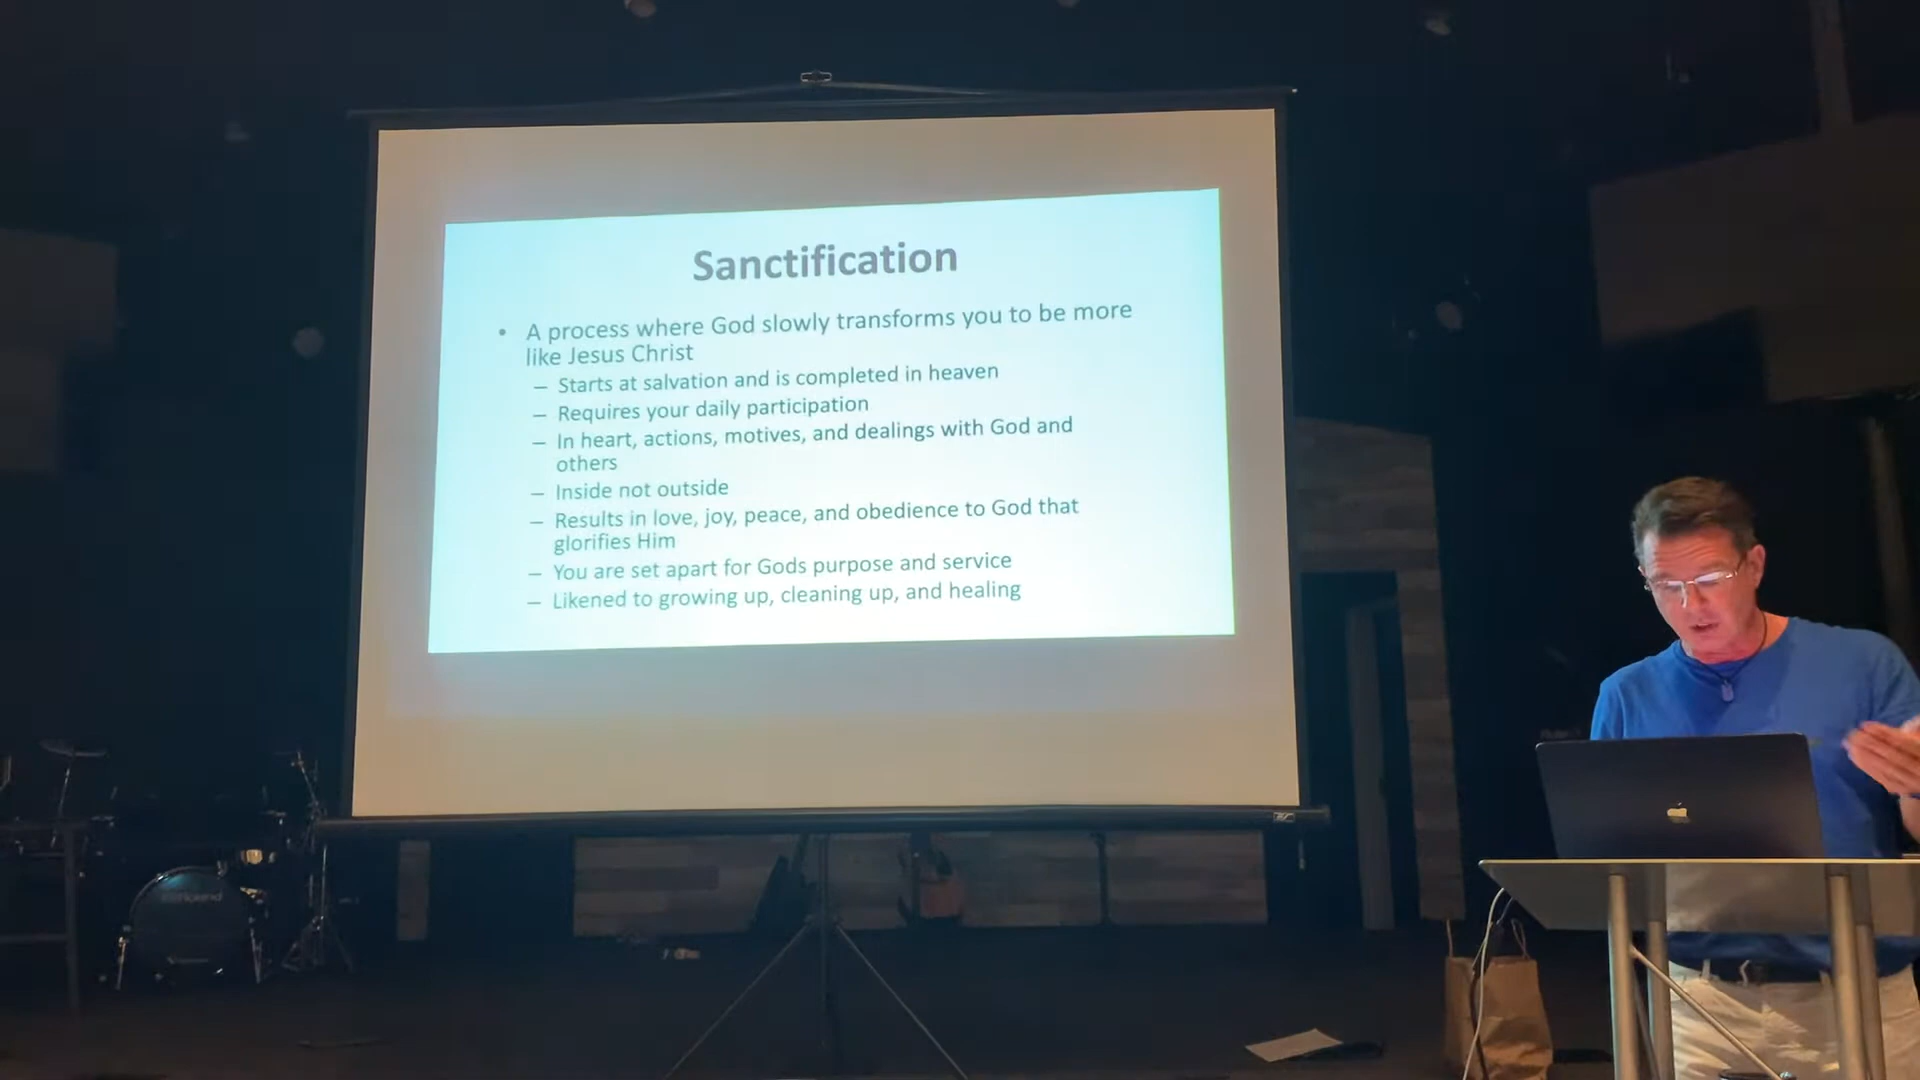 Sanctification
• A process where God slowly transforms you to be more
like Jesus Christ
– Starts at salvation and is completed in heaven
– Requires your daily participation
– In heart, actions, motives, and dealings with God and
others
– Inside not outside
– Results in love, joy, peace, and obedience to God that
glorifies Him
– You are set apart for Gods purpose and service
– Likened to growing up, cleaning up, and healing
Roland